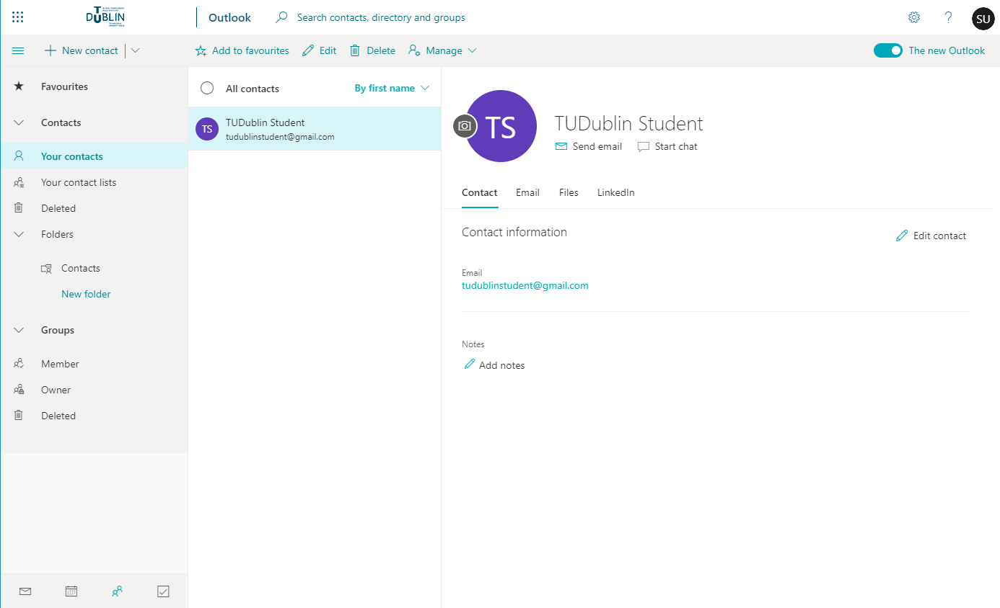 TU DUBLIN
Outlook
Search contacts, directory and groups
?
SU
New contact
Add to favourites
Edit
Delete
Manage
The new Outlook
Favourites
Contacts
Your contacts
Your contact lists
Deleted
Folders
Contacts
New folder
Groups
Member
Owner
Deleted
All contacts
By first name
TS
TUDublin Student
tudublinstudent@gmail.com
TS
TUDublin Student
Send email
Start chat
Contact
Email
Files
LinkedIn
Contact information
Edit contact
Email
tudublinstudent@gmail.com
Notes
Add notes